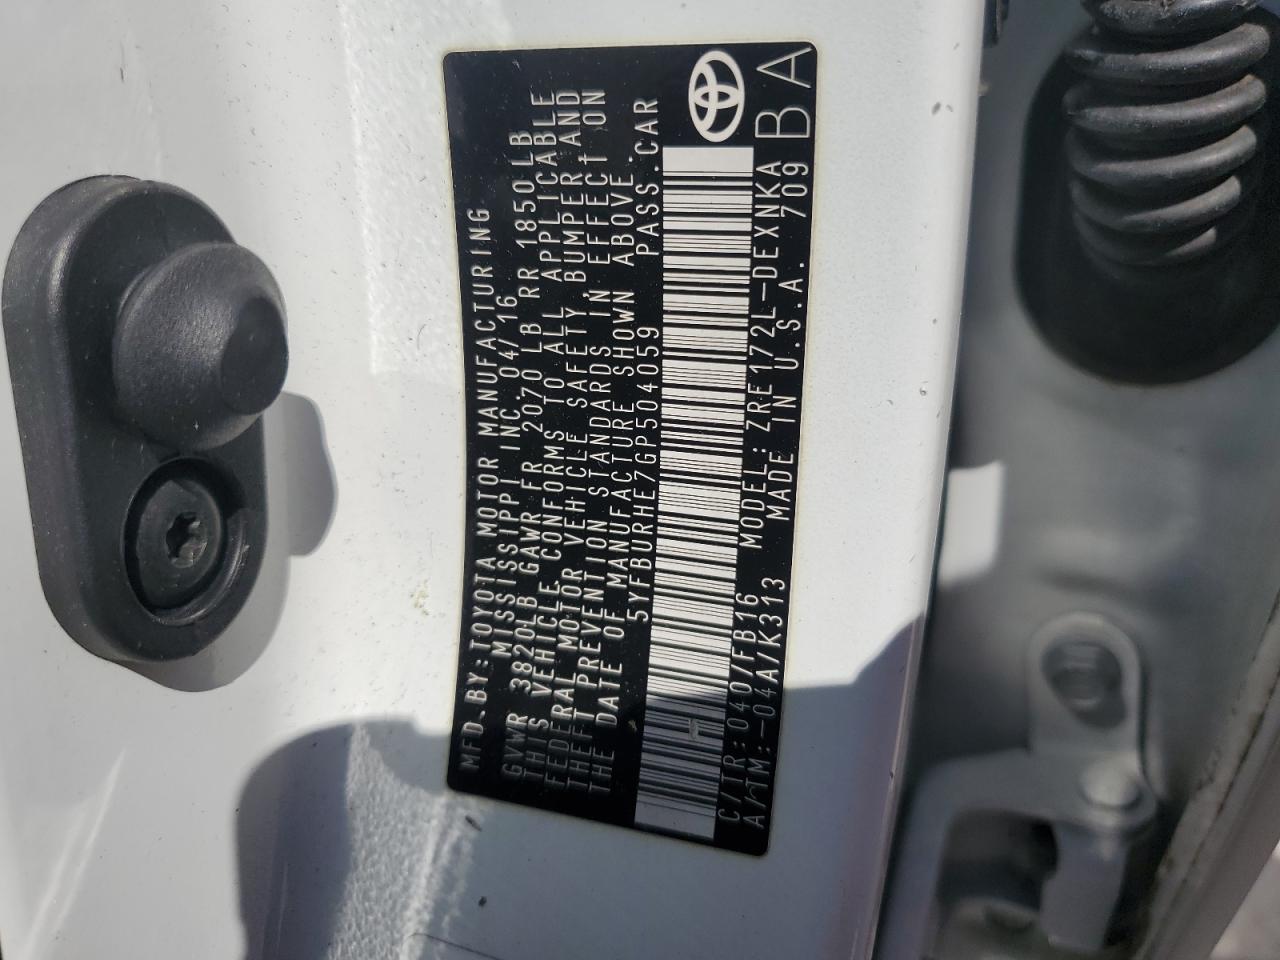 MFD.BY:TOYOTA MOTOR MANUFACTURING
MISSISSIPPI INC. 04/16
GVWR 3820LB GAWR FR 2070 LB RR 1850 LB
THIS VEHICLE CONFORMS TO ALL APPLICABLE
FEDERAL MOTOR VEHICLE SAFETY, BUMPER AND
THEFT PREVENTION STANDARDS IN EFFECT ON
THE DATE OF MANUFACTURE SHOWN ABOVE.
5YFBURHE7GP504059 PASS.CAR
C/TR:040/FB16 MODEL:ZRE172L-DEXNKA
A/TM:-04A/K313 MADE IN U.S.A. 709
BA